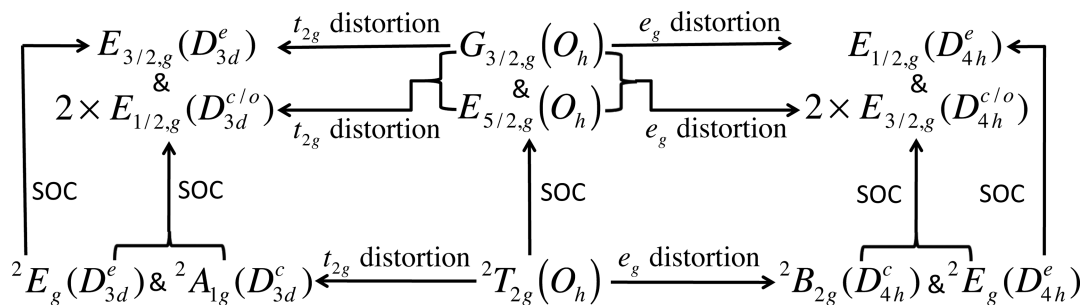 E_{3/2,g}(D_{3d}^{e}) t_{2g} distortion G_{3/2,g}(O_h) e_g distortion E_{1/2,g}(D_{4h}^{e})
& & &
2× E_{1/2,g}(D_{3d}^{c/o}) t_{2g} distortion E_{5/2,g}(O_h) e_g distortion 2× E_{3/2,g}(D_{4h}^{c/o})
SOC SOC SOC SOC SOC
^2E_g(D_{3d}^{e}) & ^2A_{1g}(D_{3d}^{c}) t_{2g} distortion ^2T_{2g}(O_h) e_g distortion ^2B_{2g}(D_{4h}^{c}) & ^2E_g(D_{4h}^{e})